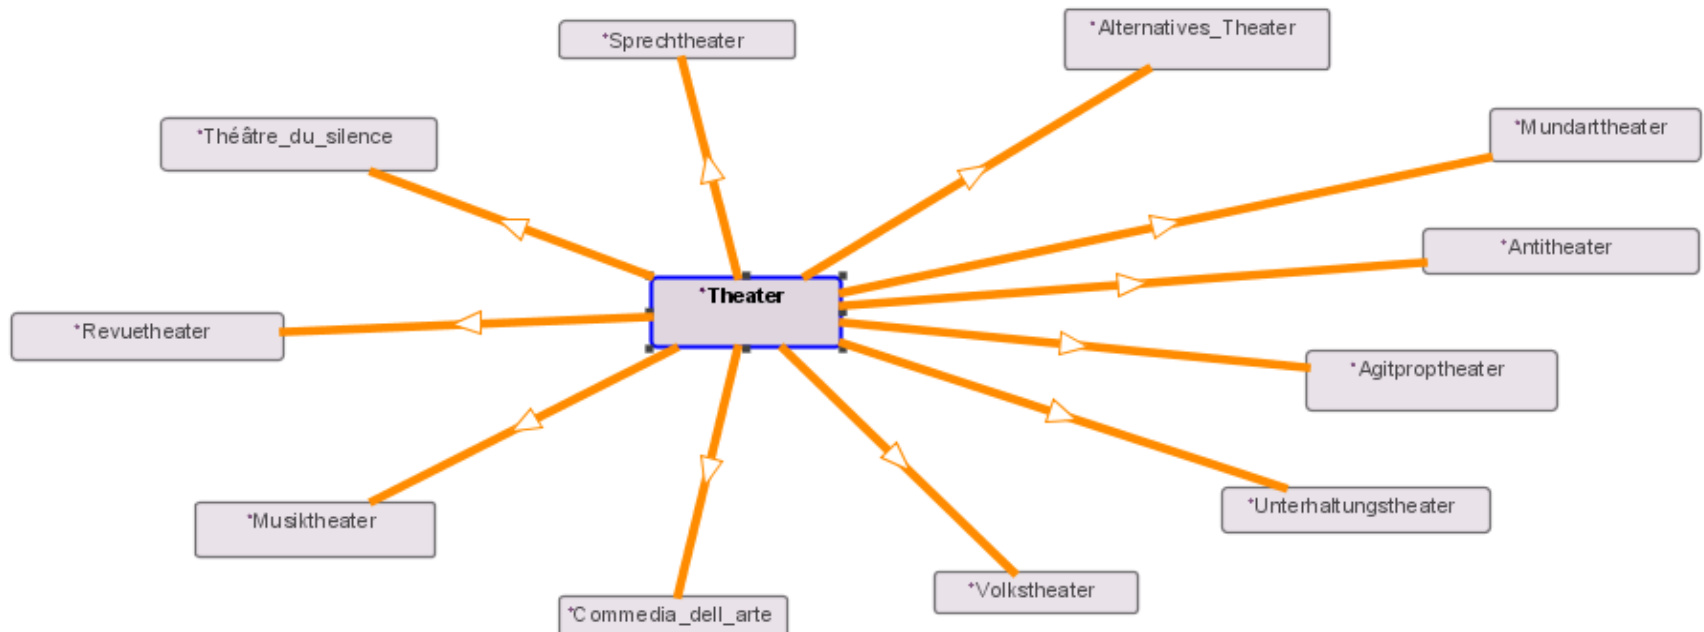 *Sprechtheater
*Alternatives_Theater
*Théâtre_du_silence
*Mundarttheater
*Antitheater
*Theater
*Revuetheater
*Agitproptheater
*Musiktheater
*Unterhaltungstheater
*Volkstheater
*Commedia_dell_arte